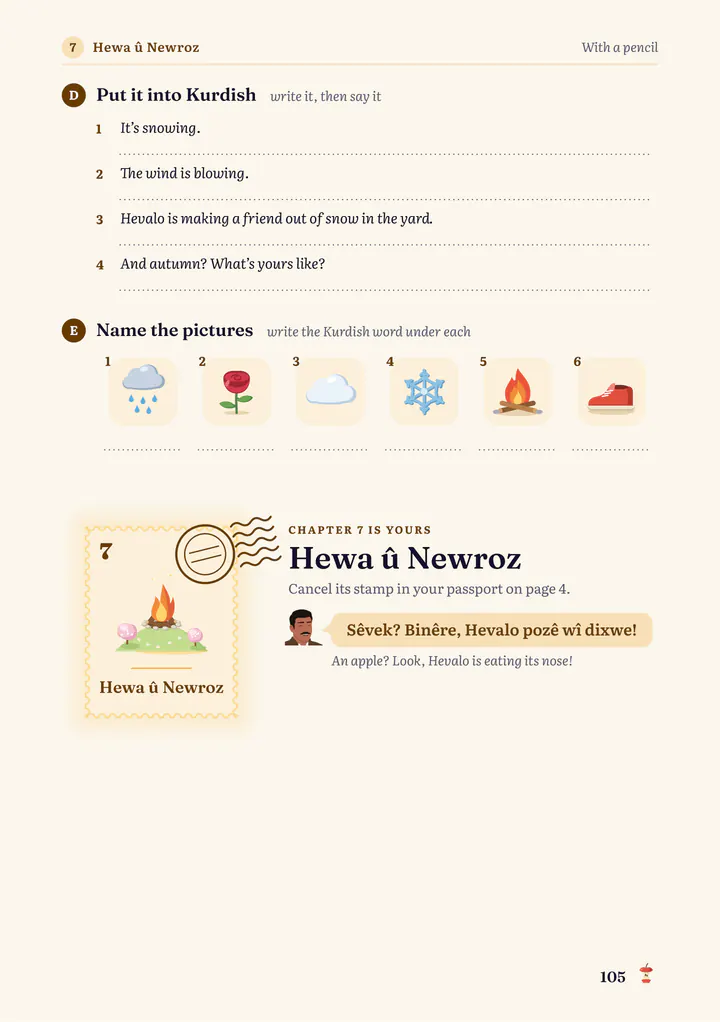 7 Hewa û Newroz With a pencil
D Put it into Kurdish write it, then say it
1 It's snowing.
2 The wind is blowing.
3 Hevalo is making a friend out of snow in the yard.
4 And autumn? What's yours like?
E Name the pictures write the Kurdish word under each
1 2 3 4 5 6
7
Hewa û Newroz
CHAPTER 7 IS YOURS
Hewa û Newroz
Cancel its stamp in your passport on page 4.
Sêvek? Binêre, Hevalo pozê wî dixwe!
An apple? Look, Hevalo is eating its nose!
105